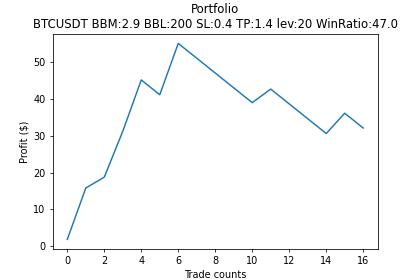 Portfolio
BTCUSDT BBM:2.9 BBL:200 SL:0.4 TP:1.4 lev:20 WinRatio:47.0
Profit ($)
50
40
30
20
10
0
0 2 4 6 8 10 12 14 16
Trade counts